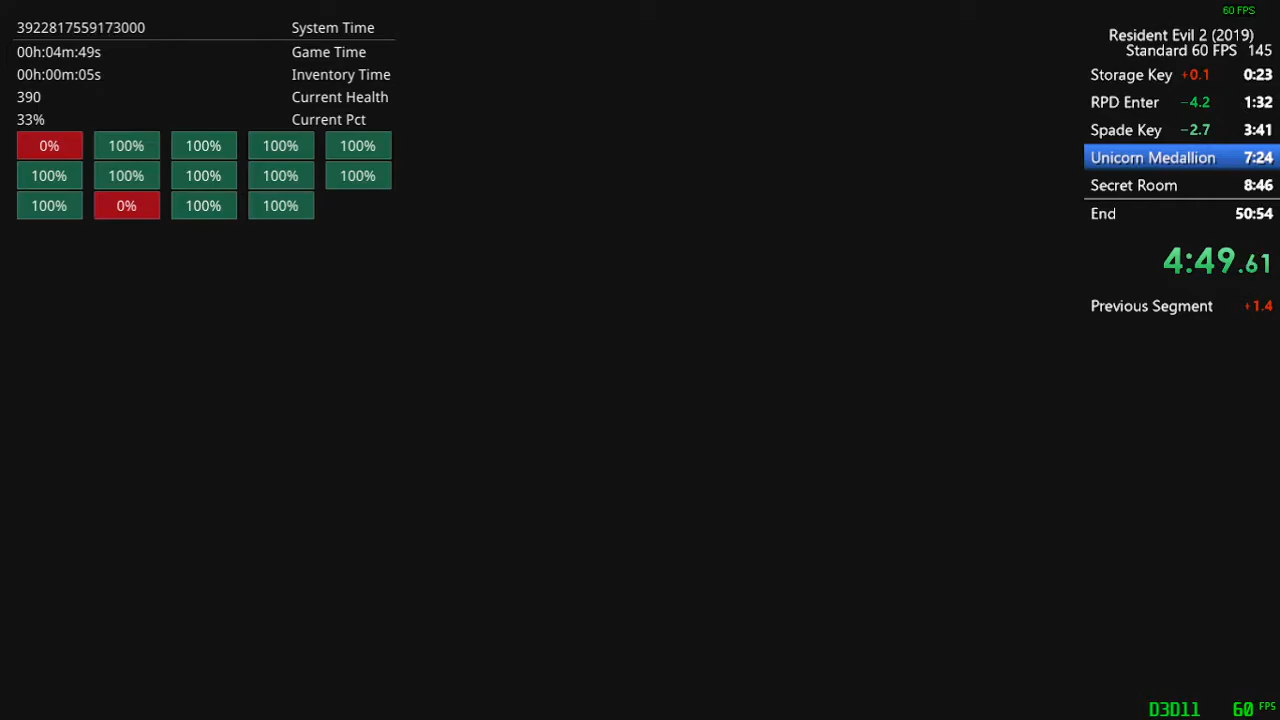 60 FPS
3922817559173000 System Time
00h:04m:49s Game Time
00h:00m:05s Inventory Time
390 Current Health
33% Current Pct
0% 100% 100% 100% 100%
100% 100% 100% 100% 100%
100% 0% 100% 100%
Resident Evil 2 (2019)
Standard 60 FPS 145
Storage Key +0.1 0:23
RPD Enter −4.2 1:32
Spade Key −2.7 3:41
Unicorn Medallion 7:24
Secret Room 8:46
End 50:54
4:49.61
Previous Segment +1.4
D3D11 60 FPS